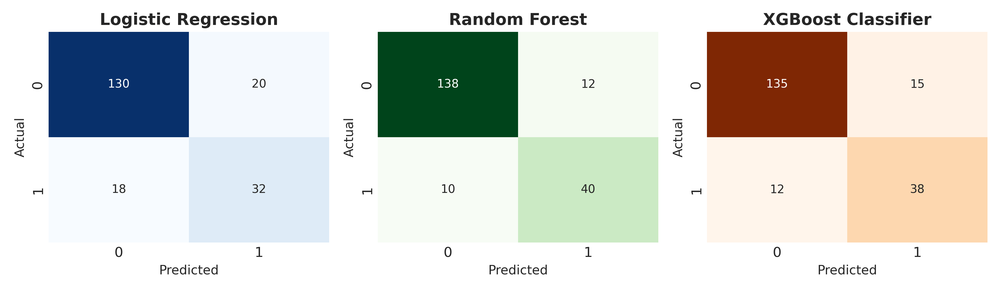 Logistic Regression
0
130
20
Actual
1
18
32
0
1
Predicted
Random Forest
0
138
12
Actual
1
10
40
0
1
Predicted
XGBoost Classifier
0
135
15
Actual
1
12
38
0
1
Predicted